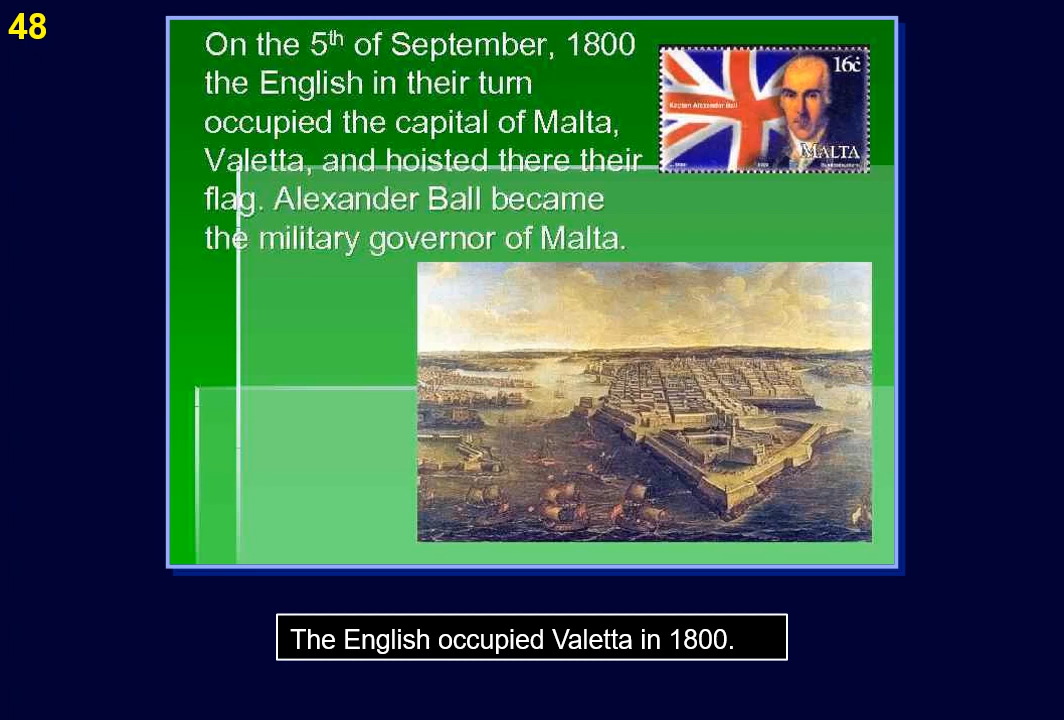 48
On the 5th of September, 1800
the English in their turn
occupied the capital of Malta,
Valetta, and hoisted there their
flag. Alexander Ball became
the military governor of Malta.
16ċ
Kaptan Alexander Ball
MALTA
The English occupied Valetta in 1800.